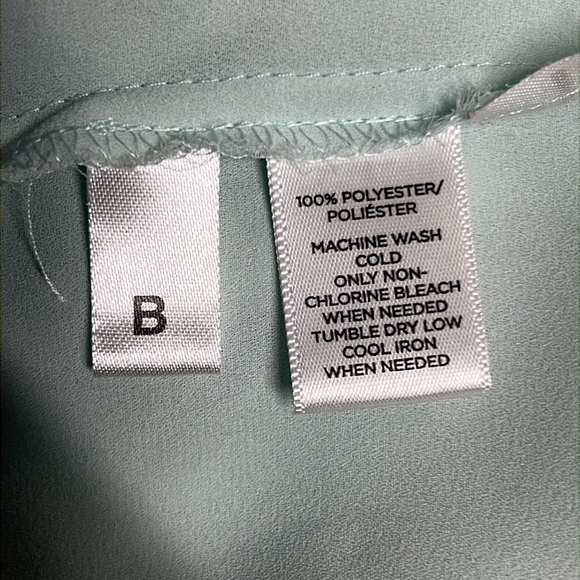 B
100% POLYESTER/
POLIÉSTER
MACHINE WASH
COLD
ONLY NON-
CHLORINE BLEACH
WHEN NEEDED
TUMBLE DRY LOW
COOL IRON
WHEN NEEDED